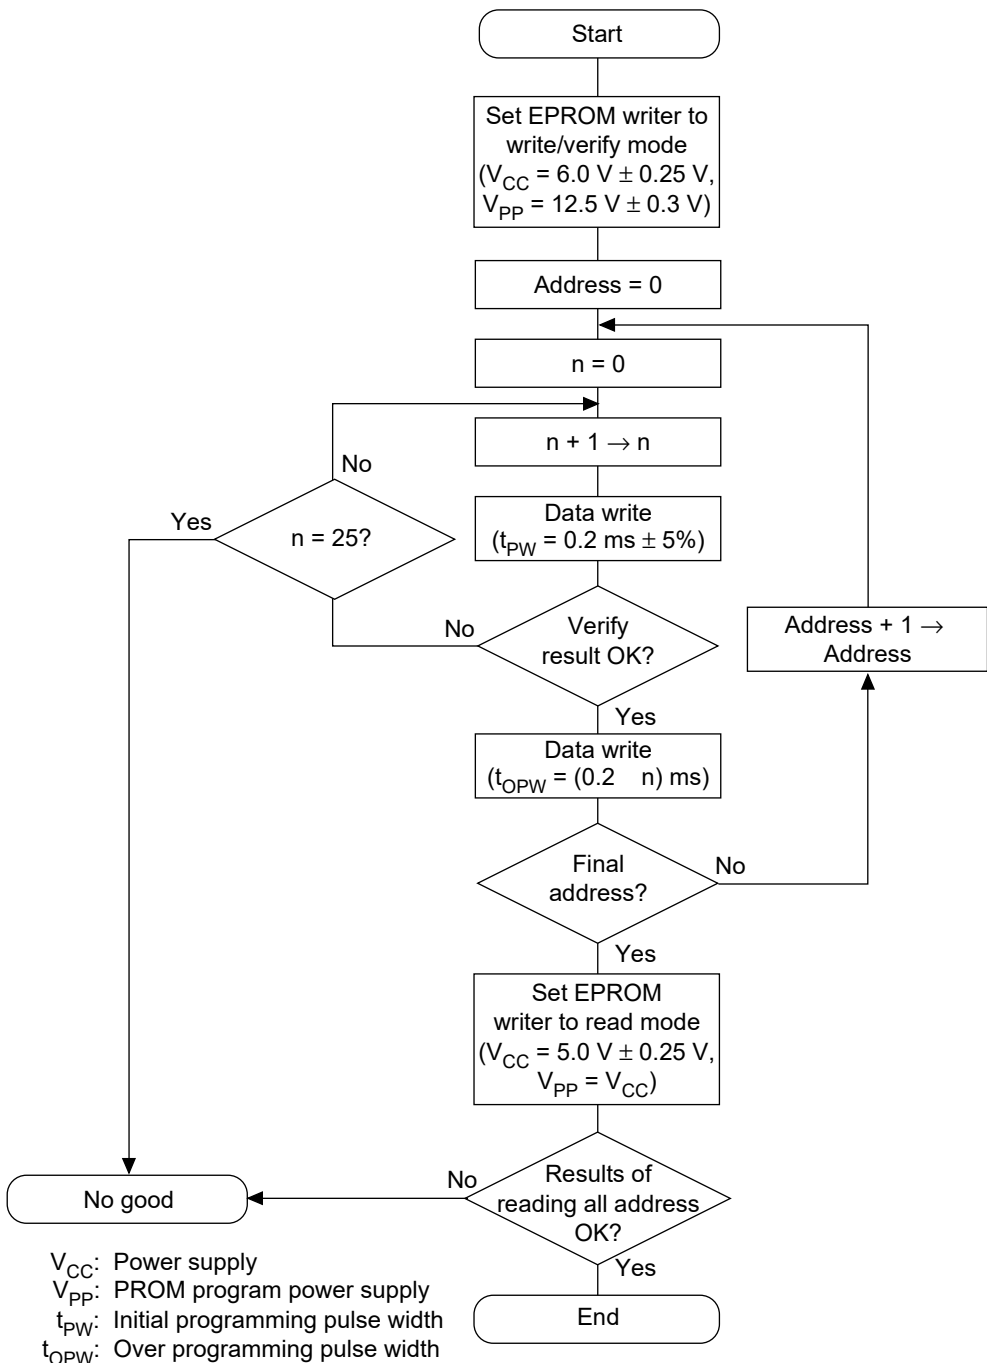 Start
Set EPROM writer to
write/verify mode
(VCC = 6.0 V ± 0.25 V,
VPP = 12.5 V ± 0.3 V)
Address = 0
n = 0
n + 1 → n
No
Yes
n = 25?
Data write
(tPW = 0.2 ms ± 5%)
No
Verify
result OK?
Address + 1 →
Address
Yes
Data write
(tOPW = (0.2 n) ms)
Final
address?
No
Yes
Set EPROM
writer to read mode
(VCC = 5.0 V ± 0.25 V,
VPP = VCC)
No
Results of
reading all address
OK?
No good
Yes
End
VCC: Power supply
VPP: PROM program power supply
tPW: Initial programming pulse width
tOPW: Over programming pulse width